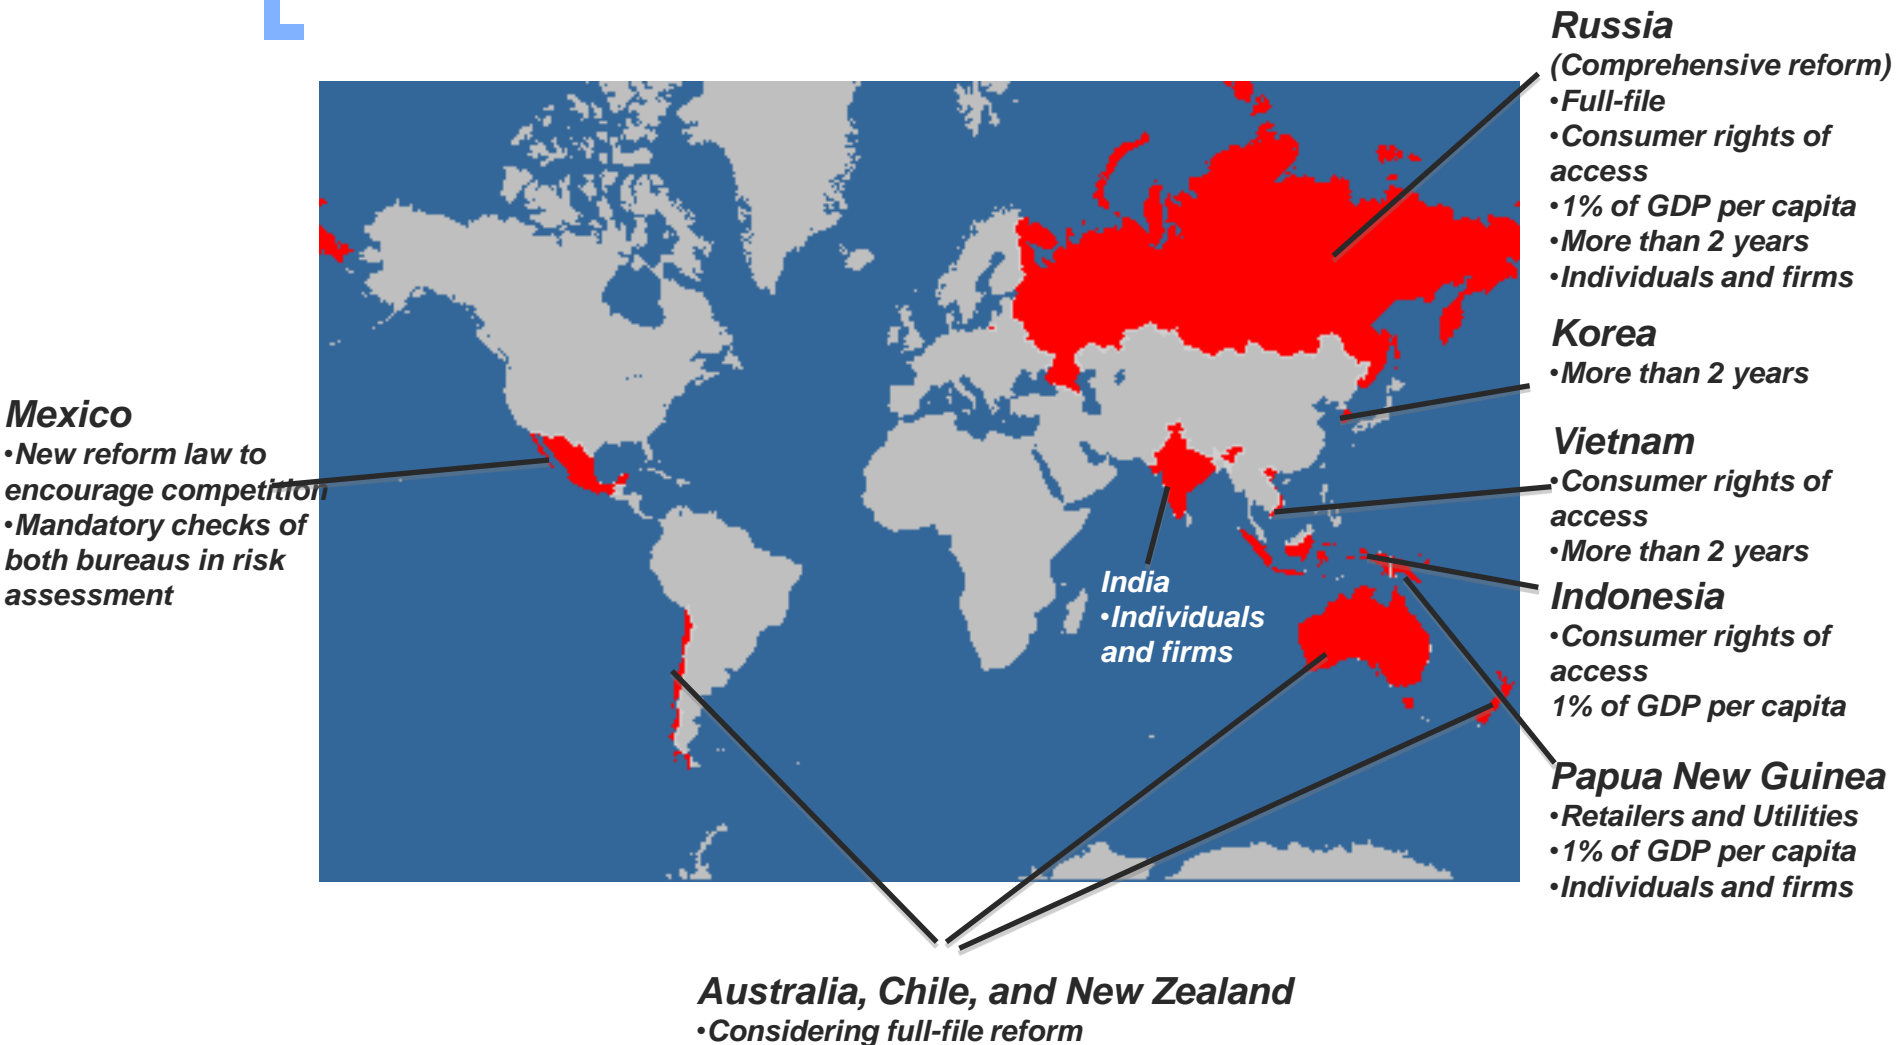 Russia
(Comprehensive reform)
•Full-file
•Consumer rights of
access
•1% of GDP per capita
•More than 2 years
•Individuals and firms
Korea
•More than 2 years
Vietnam
•Consumer rights of
access
•More than 2 years
Indonesia
•Consumer rights of
access
1% of GDP per capita
Papua New Guinea
•Retailers and Utilities
•1% of GDP per capita
•Individuals and firms
Mexico
•New reform law to
encourage competition
•Mandatory checks of
both bureaus in risk
assessment
India
•Individuals
and firms
Australia, Chile, and New Zealand
•Considering full-file reform